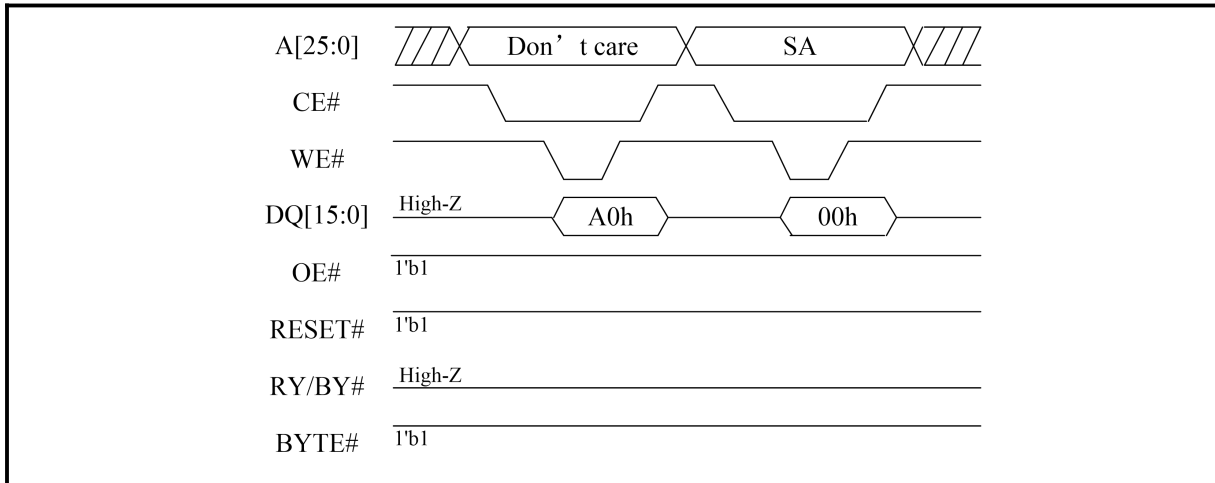 A[25:0] Don’t care SA
CE#
WE#
DQ[15:0] High-Z A0h 00h
OE# 1'b1
RESET# 1'b1
RY/BY# High-Z
BYTE# 1'b1